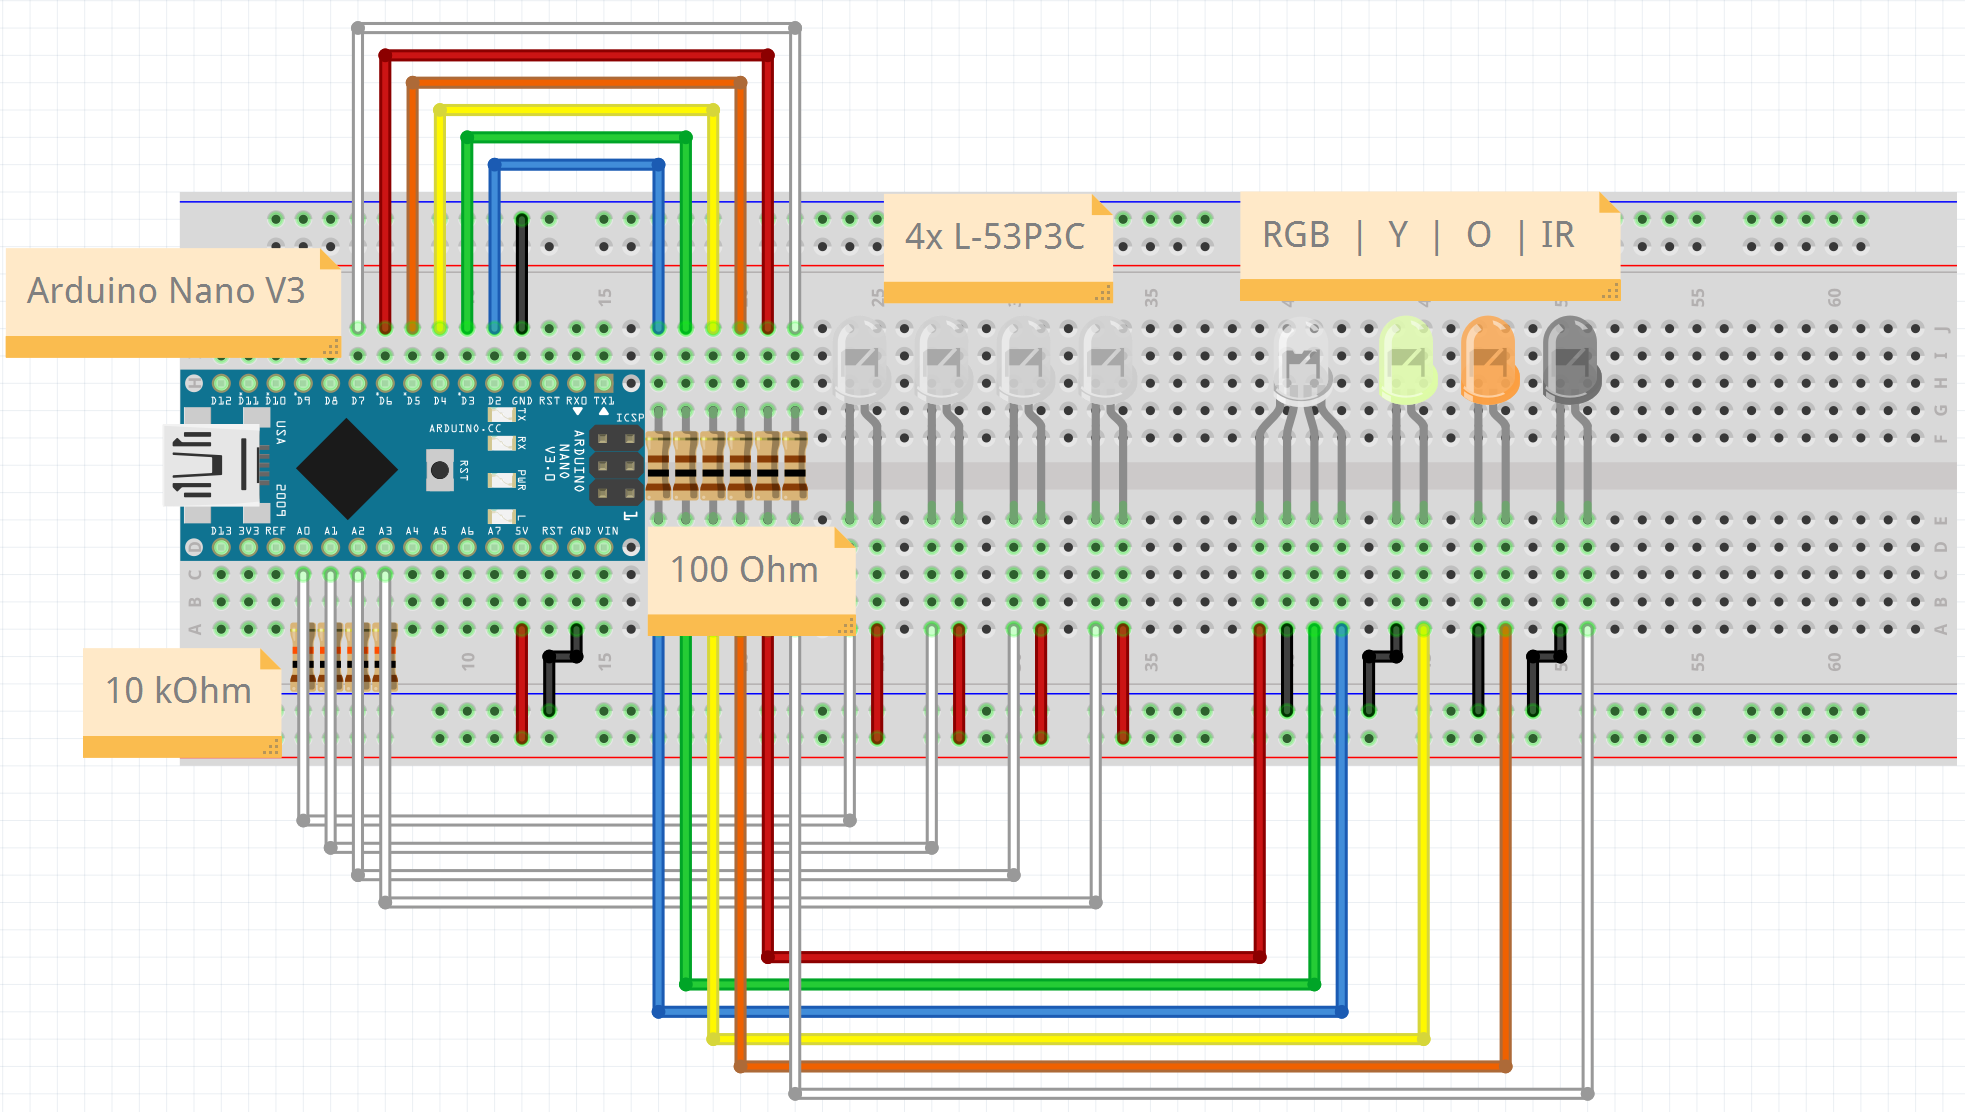 4x L-53P3C
RGB | Y | O | IR
Arduino Nano V3
15
25
35
55
60
J
I
H
G
F
H
D12 D11 D10 D9 D8 D7 D6 D5 D4 D3 D2 GND RST RX0 TX1
ICSP
USA
TX
RX
PWR
L
ARDUINO.CC
RST
ARDUINO
NANO
V3.0
D13 3V3 REF A0 A1 A2 A3 A4 A5 A6 A7 5V RST GND VIN
D
E
D
C
B
A
C
B
A
100 Ohm
10 kOhm
10
15
35
55
60